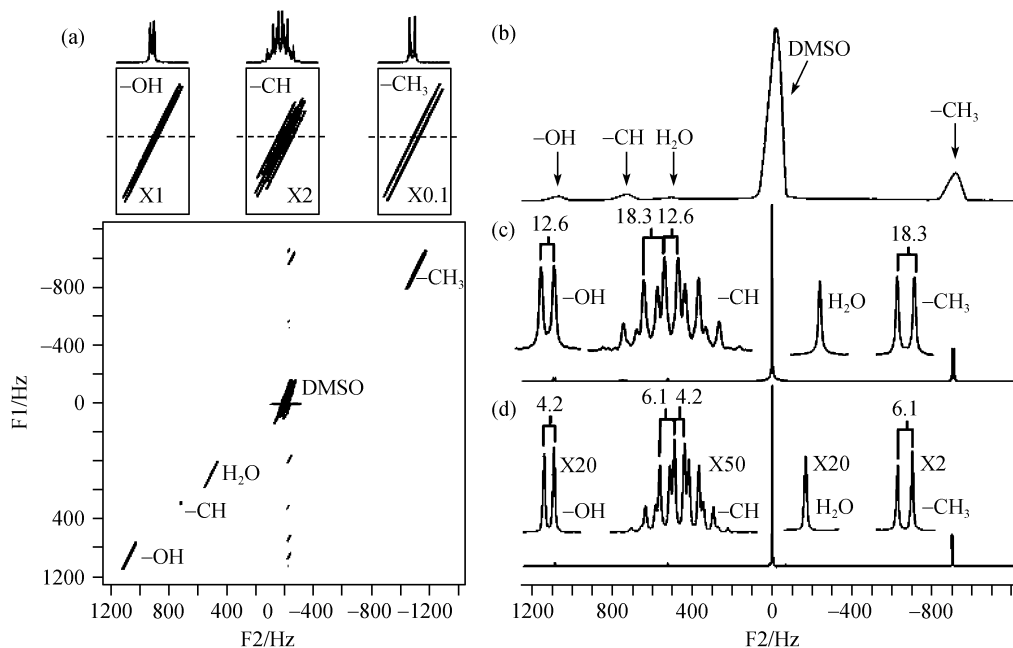 (a)
–OH
–CH
–CH₃
X1
X2
X0.1
–CH₃
DMSO
H₂O
–CH
–OH
–800
–400
0
400
1200
F1/Hz
1200 800 400 0 –400 –800 –1200
F2/Hz
(b)
DMSO
–OH
–CH
H₂O
–CH₃
(c)
12.6
18.3 12.6
18.3
–OH
–CH
H₂O
–CH₃
(d)
4.2
6.1 4.2
6.1
X20
X50
X20
X2
–OH
–CH
H₂O
–CH₃
1200 800 400 0 –400 –800
F2/Hz